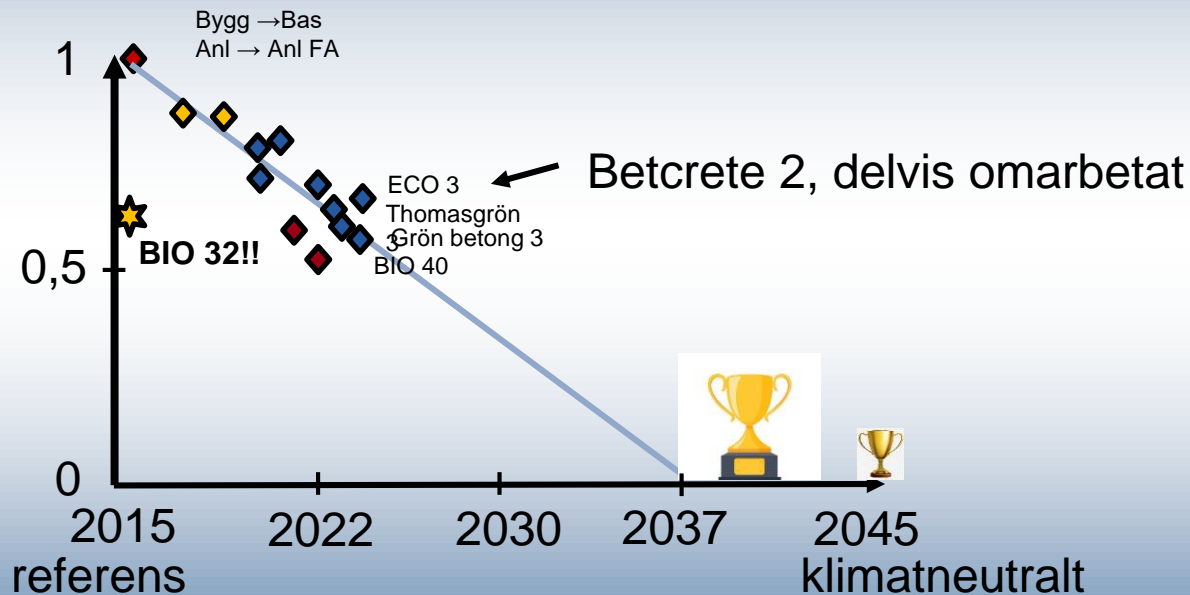 Bygg →Bas
Anl → Anl FA
1
Betcrete 2, delvis omarbetat
ECO 3
Thomasgrön
3
Grön betong 3
BIO 40
BIO 32!!
0,5
0
2015
2022
2030
2037
2045
referens
klimatneutralt